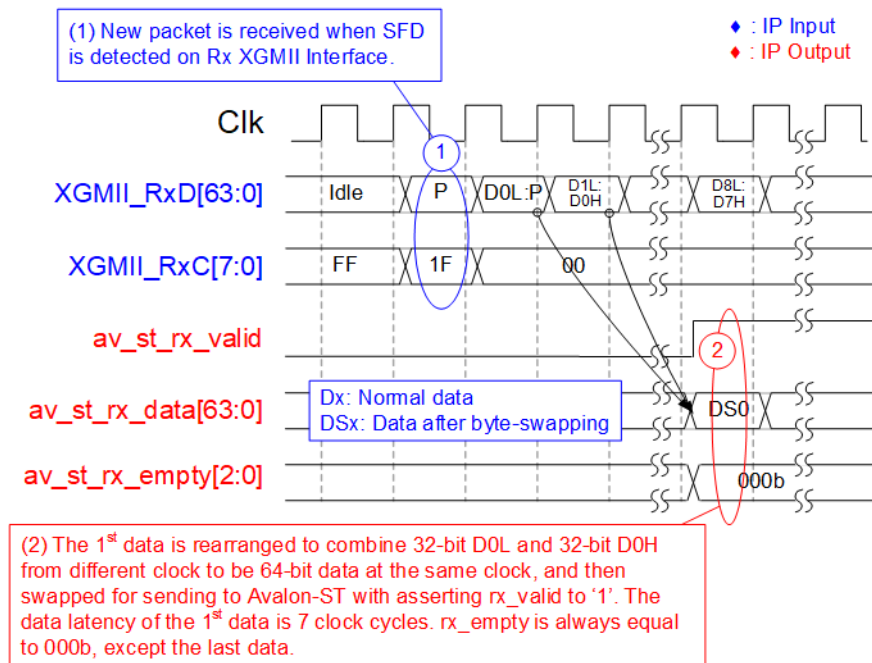 (1) New packet is received when SFD
is detected on Rx XGMII Interface.
♦ : IP Input
♦ : IP Output
Clk
1
XGMII_RxD[63:0]
Idle
P
D0L:P
D1L:
D0H
D8L:
D7H
XGMII_RxC[7:0]
FF
1F
00
av_st_rx_valid
2
av_st_rx_data[63:0]
Dx: Normal data
DSx: Data after byte-swapping
DS0
av_st_rx_empty[2:0]
000b
(2) The 1st data is rearranged to combine 32-bit D0L and 32-bit D0H
from different clock to be 64-bit data at the same clock, and then
swapped for sending to Avalon-ST with asserting rx_valid to ‘1’. The
data latency of the 1st data is 7 clock cycles. rx_empty is always equal
to 000b, except the last data.